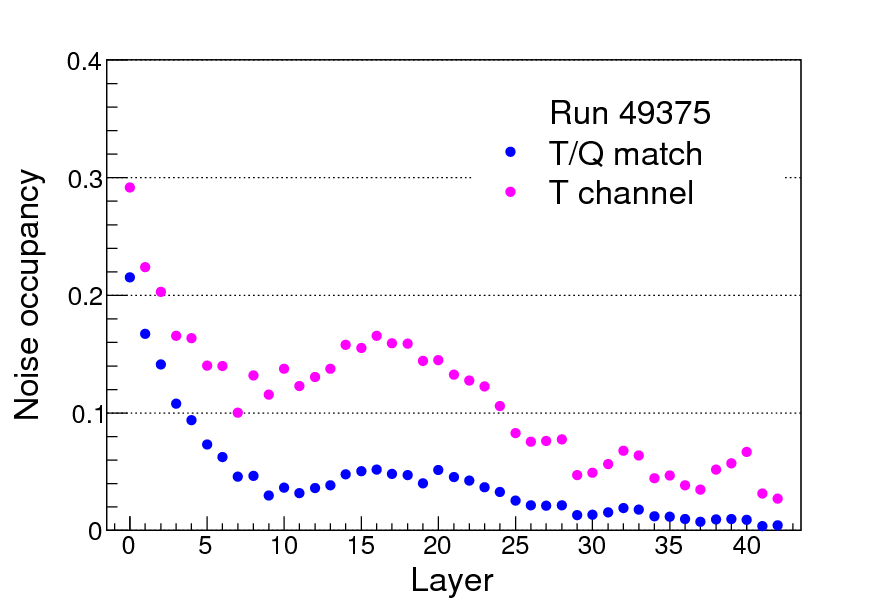 0.4
0.3
0.2
0.1
0
Noise occupancy
Run 49375
T/Q match
T channel
0 5 10 15 20 25 30 35 40
Layer